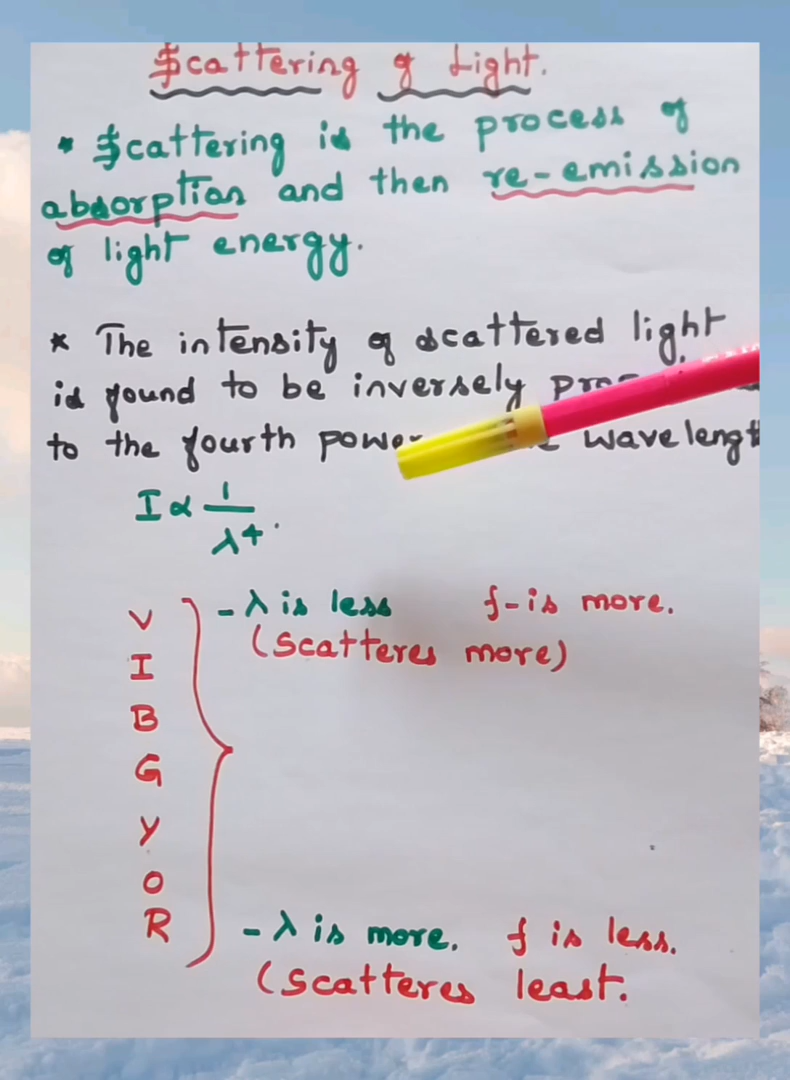 Scattering of Light.
* Scattering is the process of
absorption and then re-emission
of light energy.
* The intensity of scattered light
is found to be inversely
to the fourth power wavelengt
I ∝ 1/λ⁴.
V - λ is less f-is more.
(Scatteres more)
I
B
G
Y
O
R - λ is more. f is less.
(Scatteres least.